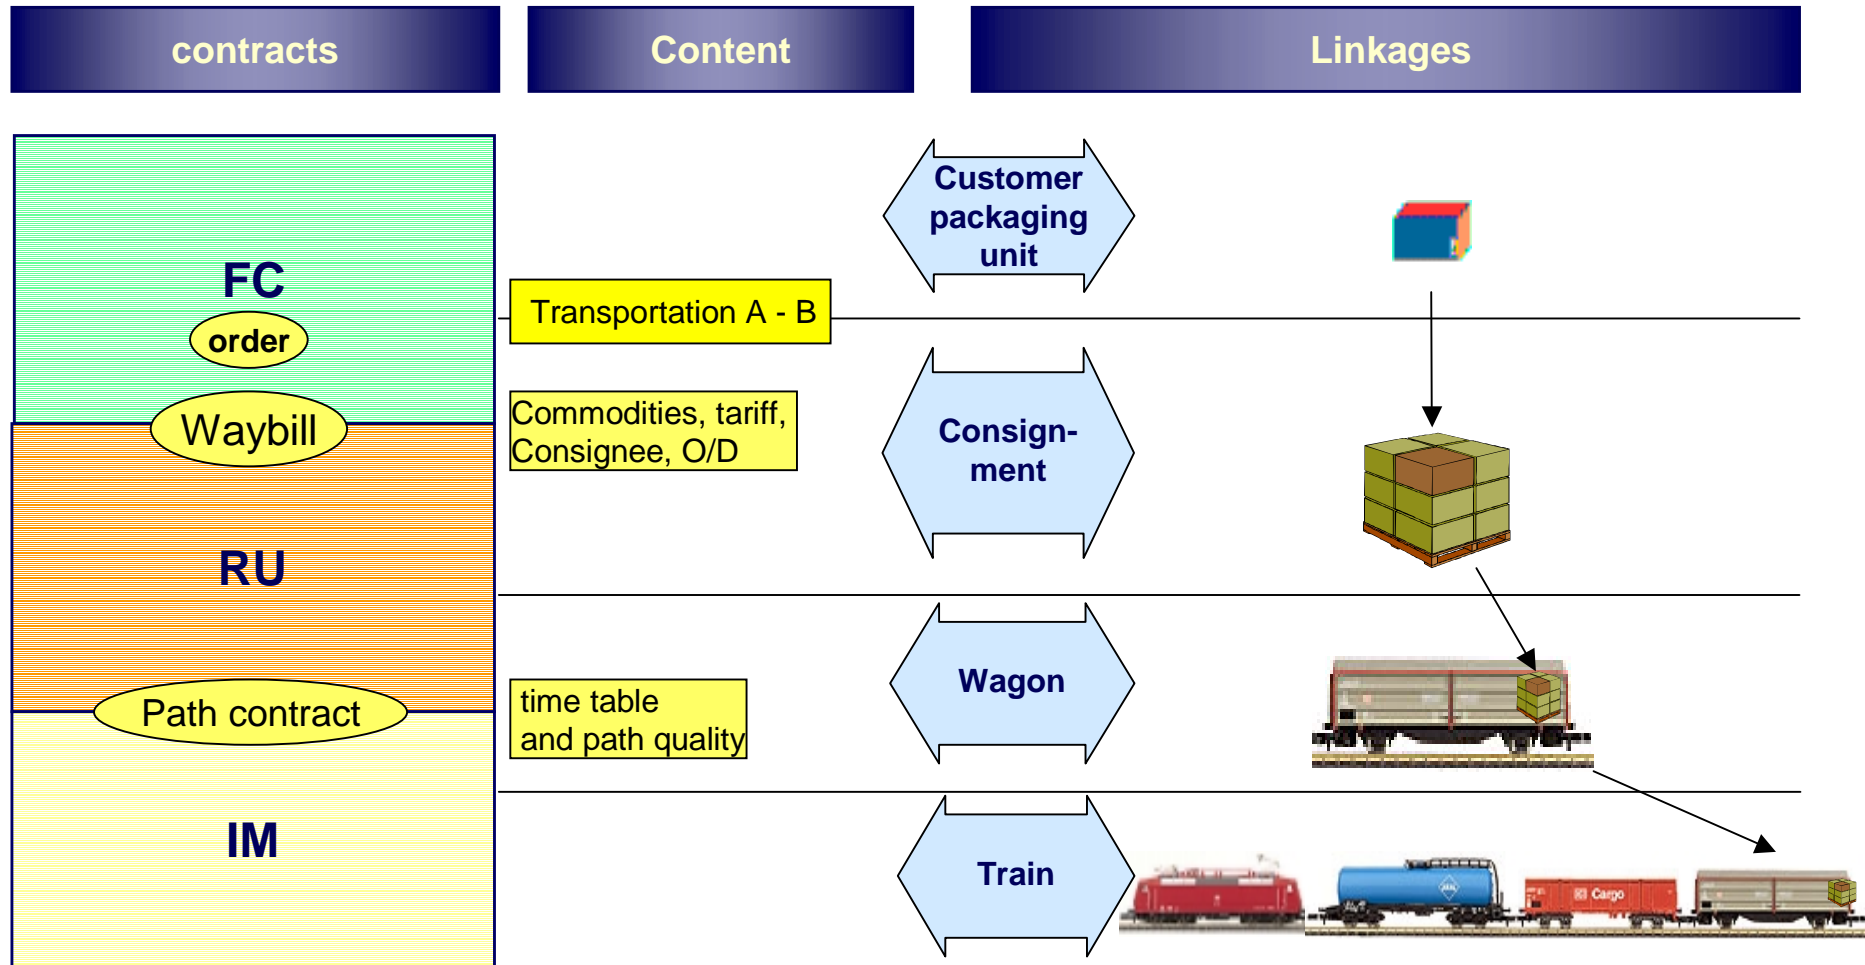 contracts
Content
Linkages
FC
order
Waybill
RU
Path contract
IM
Transportation A - B
Commodities, tariff,
Consignee, O/D
time table
and path quality
Customer
packaging
unit
Consign-
ment
Wagon
Train
Cargo